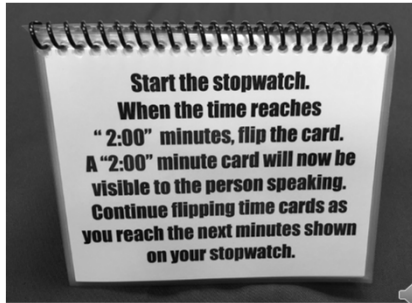 Start the stopwatch.
When the time reaches
“ 2:00” minutes, flip the card.
A “2:00” minute card will now be
visible to the person speaking.
Continue flipping time cards as
you reach the next minutes shown
on your stopwatch.